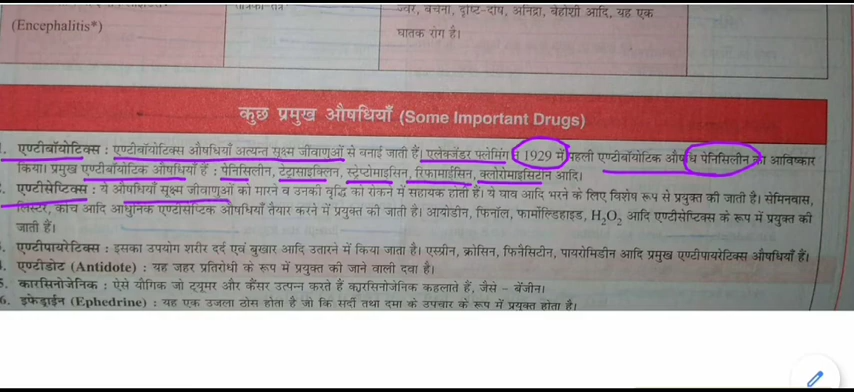 (Encephalitis*)
ज्वर, बेचैनी, दृष्टि-दोष, अनिद्रा, बेहोशी आदि, यह एक
घातक रोग है।
कुछ प्रमुख औषधियाँ (Some Important Drugs)
एण्टीबॉयोटिक्स : एण्टीबॉयोटिक्स औषधियाँ अत्यन्त सूक्ष्म जीवाणुओं से बनाई जाती हैं। एलेक्जेंडर फ्लेमिंग 1929 में पहली एण्टीबॉयोटिक औषधि पेनिसिलीन का आविष्कार
किया। प्रमुख एण्टीबॉयोटिक औषधियाँ हैं : पेनिसिलीन, टेट्रासाइक्लिन, स्ट्रेप्टोमाइसिन, रिफामाईसिन, क्लोरोमाइसिटीन आदि।
एण्टीसेप्टिक्स : ये औषधियाँ सूक्ष्म जीवाणुओं को मारने व उनकी वृद्धि को रोकने में सहायक होती हैं। ये घाव आदि भरने के लिए विशेष रूप से प्रयुक्त की जाती है। सेमिनवास,
लिस्टर, कोच आदि आधुनिक एण्टीसेप्टिक औषधियाँ तैयार करने में प्रयुक्त की जाती हैं। आयोडीन, फिनॉल, फार्मोल्डिहाइड, H₂O₂ आदि एण्टीसेप्टिक्स के रूप में प्रयुक्त की
जाती हैं।
एण्टीपायरेटिक्स : इसका उपयोग शरीर दर्द एवं बुखार आदि उतारने में किया जाता है। एस्प्रीन, क्रोसिन, फिनैसिटीन, पायरोमिडीन आदि प्रमुख एण्टीपायरेटिक्स औषधियाँ हैं।
एण्टीडोट (Antidote) : यह जहर प्रतिरोधी के रूप में प्रयुक्त की जाने वाली दवा है।
5. कारसिनोजेनिक : ऐसे यौगिक जो ट्यूमर और कैंसर उत्पन्न करते हैं कारसिनोजेनिक कहलाते हैं, जैसे – बेंजीन।
6. इफेड्राईन (Ephedrine) : यह एक उजला ठोस होता है जो कि सर्दी तथा दमा के उपचार के रूप में प्रयुक्त होता है।